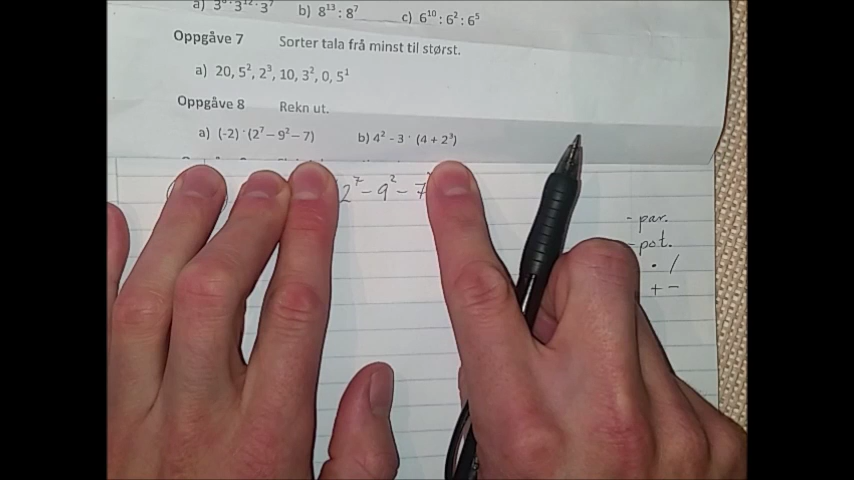 a) 3⁸·3¹²·3⁷ b) 8¹³ : 8⁷ c) 6¹⁰ : 6² : 6⁵
Oppgåve 7 Sorter tala frå minst til størst.
a) 20, 5², 2³, 10, 3², 0, 5¹
Oppgåve 8 Rekn ut.
a) (-2) · (2⁷ – 9² – 7) b) 4² - 3 · (4 + 2³)
2⁷ – 9² – 7
- par.
- pot.
· /
+ -